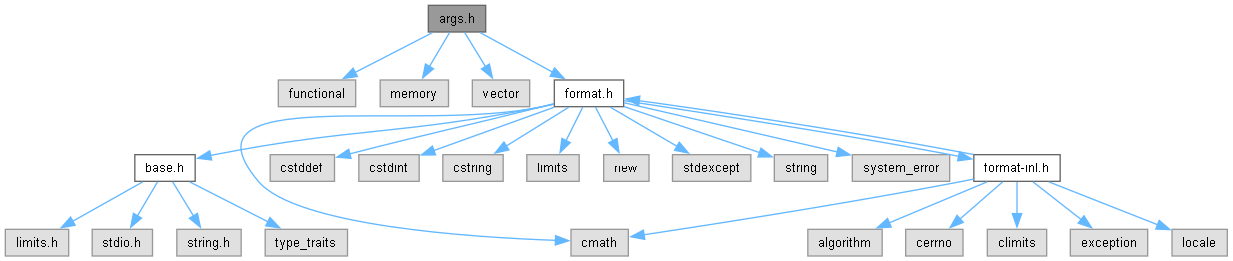 args.h
functional
memory
vector
format.h
base.h
cstddef
cstdint
cstring
limits
new
stdexcept
string
system_error
format-inl.h
limits.h
stdio.h
string.h
type_traits
cmath
algorithm
cerrno
climits
exception
locale